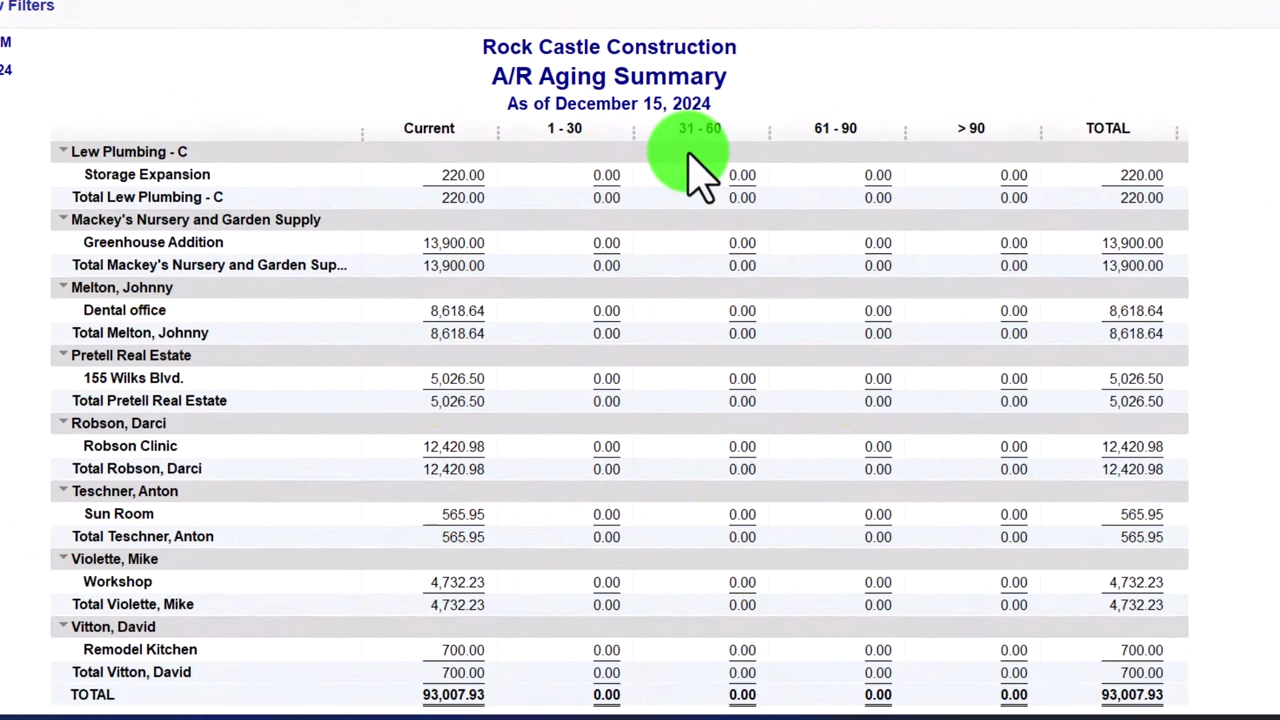 Filters
M
24
Rock Castle Construction
A/R Aging Summary
As of December 15, 2024
Current 1 - 30 31 - 60 61 - 90 > 90 TOTAL
Lew Plumbing - C
Storage Expansion 220.00 0.00 0.00 0.00 0.00 220.00
Total Lew Plumbing - C 220.00 0.00 0.00 0.00 0.00 220.00
Mackey's Nursery and Garden Supply
Greenhouse Addition 13,900.00 0.00 0.00 0.00 0.00 13,900.00
Total Mackey's Nursery and Garden Sup... 13,900.00 0.00 0.00 0.00 0.00 13,900.00
Melton, Johnny
Dental office 8,618.64 0.00 0.00 0.00 0.00 8,618.64
Total Melton, Johnny 8,618.64 0.00 0.00 0.00 0.00 8,618.64
Pretell Real Estate
155 Wilks Blvd. 5,026.50 0.00 0.00 0.00 0.00 5,026.50
Total Pretell Real Estate 5,026.50 0.00 0.00 0.00 0.00 5,026.50
Robson, Darci
Robson Clinic 12,420.98 0.00 0.00 0.00 0.00 12,420.98
Total Robson, Darci 12,420.98 0.00 0.00 0.00 0.00 12,420.98
Teschner, Anton
Sun Room 565.95 0.00 0.00 0.00 0.00 565.95
Total Teschner, Anton 565.95 0.00 0.00 0.00 0.00 565.95
Violette, Mike
Workshop 4,732.23 0.00 0.00 0.00 0.00 4,732.23
Total Violette, Mike 4,732.23 0.00 0.00 0.00 0.00 4,732.23
Vitton, David
Remodel Kitchen 700.00 0.00 0.00 0.00 0.00 700.00
Total Vitton, David 700.00 0.00 0.00 0.00 0.00 700.00
TOTAL 93,007.93 0.00 0.00 0.00 0.00 93,007.93